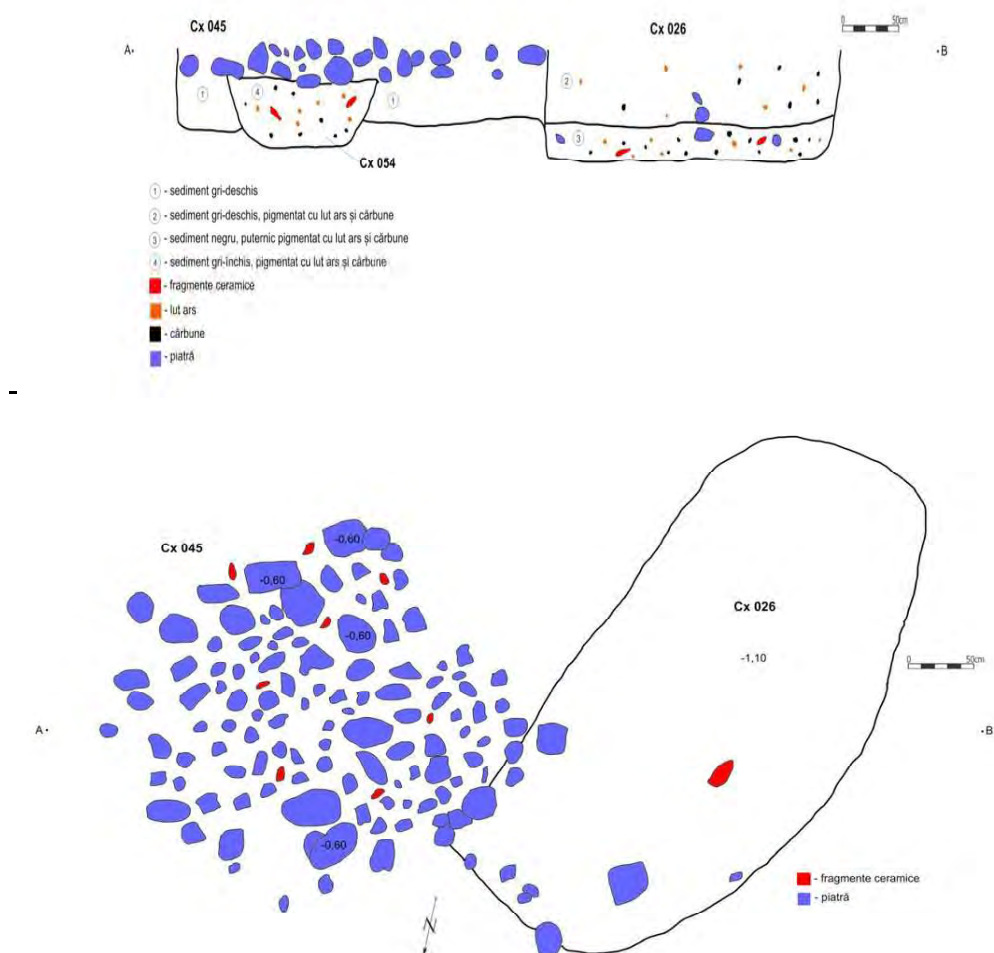 Cx 045
Cx 026
0 50cm
A
B
2
1
4
1
3
Cx 054
1 - sediment gri-deschis
2 - sediment gri-deschis, pigmentat cu lut ars și cărbune
3 - sediment negru, puternic pigmentat cu lut ars și cărbune
4 - sediment gri-închis, pigmentat cu lut ars și cărbune
- fragmente ceramice
- lut ars
- cărbune
- piatră
-
Cx 045
-0,60
-0,60
Cx 026
-0,60
-1,10
0 50cm
A
B
-0,60
- fragmente ceramice
- piatră
N